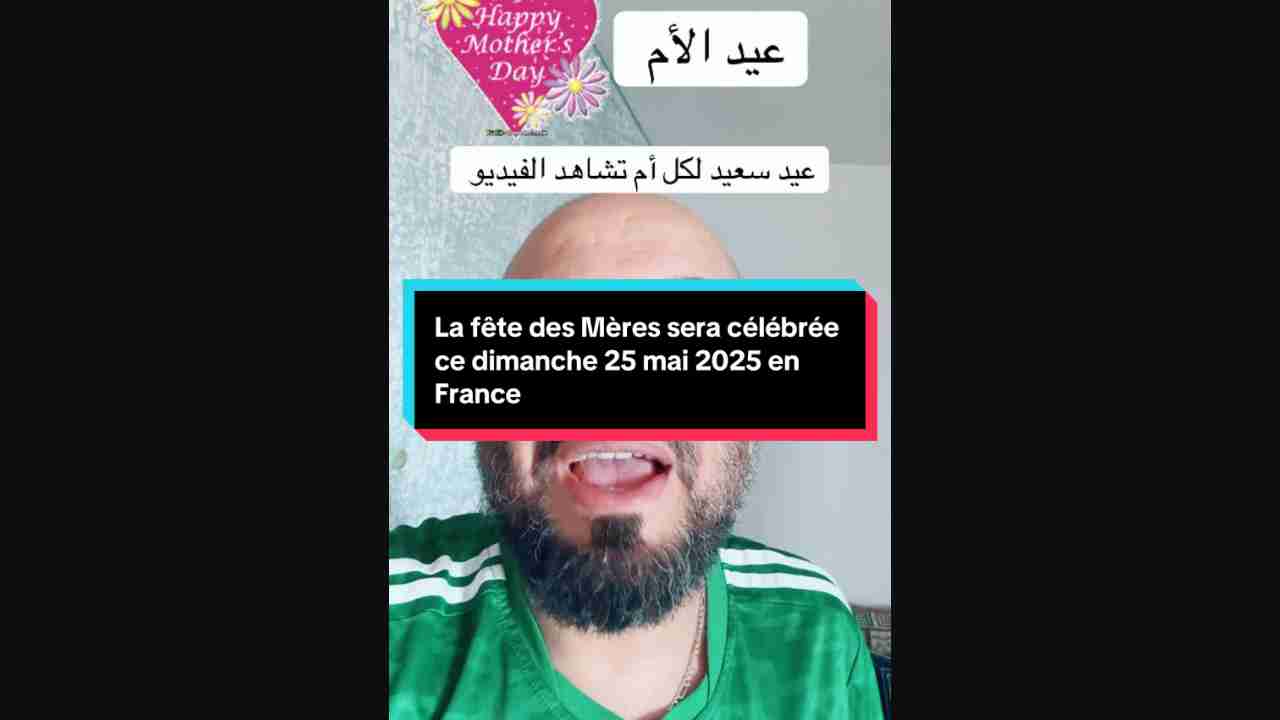 Happy
Mother's
Day
عيد الأم
عيد سعيد لكل أم تشاهد الفيديو
La fête des Mères sera célébrée
ce dimanche 25 mai 2025 en
France